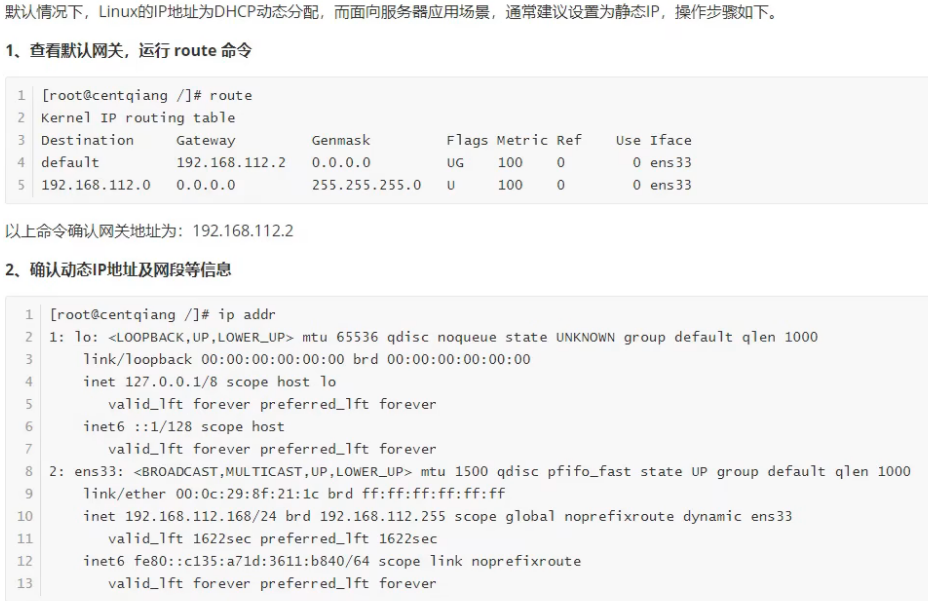 默认情况下，Linux的IP地址为DHCP动态分配，而面向服务器应用场景，通常建议设置为静态IP，操作步骤如下。
1、查看默认网关，运行 route 命令
1 [root@centqiang /]# route
2 Kernel IP routing table
3 Destination     Gateway         Genmask         Flags Metric Ref    Use Iface
4 default         192.168.112.2   0.0.0.0         UG    100    0        0 ens33
5 192.168.112.0   0.0.0.0         255.255.255.0   U     100    0        0 ens33
以上命令确认网关地址为：192.168.112.2
2、确认动态IP地址及网段等信息
1 [root@centqiang /]# ip addr
2 1: lo: <LOOPBACK,UP,LOWER_UP> mtu 65536 qdisc noqueue state UNKNOWN group default qlen 1000
3     link/loopback 00:00:00:00:00:00 brd 00:00:00:00:00:00
4     inet 127.0.0.1/8 scope host lo
5        valid_lft forever preferred_lft forever
6     inet6 ::1/128 scope host
7        valid_lft forever preferred_lft forever
8 2: ens33: <BROADCAST,MULTICAST,UP,LOWER_UP> mtu 1500 qdisc pfifo_fast state UP group default qlen 1000
9     link/ether 00:0c:29:8f:21:1c brd ff:ff:ff:ff:ff:ff
10     inet 192.168.112.168/24 brd 192.168.112.255 scope global noprefixroute dynamic ens33
11        valid_lft 1622sec preferred_lft 1622sec
12     inet6 fe80::c135:a71d:3611:b840/64 scope link noprefixroute
13        valid_lft forever preferred_lft forever